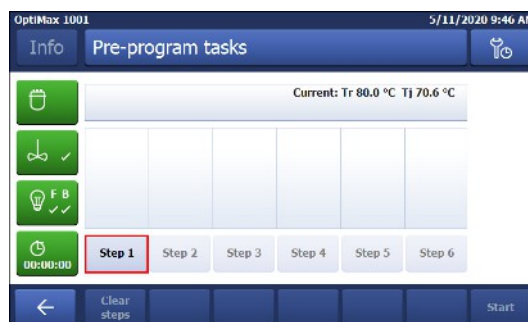 OptiMax 1001 5/11/2020 9:46 AM
Info Pre-program tasks
Current: Tr 80.0 °C Tj 70.6 °C
F B
00:00:00 Step 1 Step 2 Step 3 Step 4 Step 5 Step 6
Clear
steps
Start